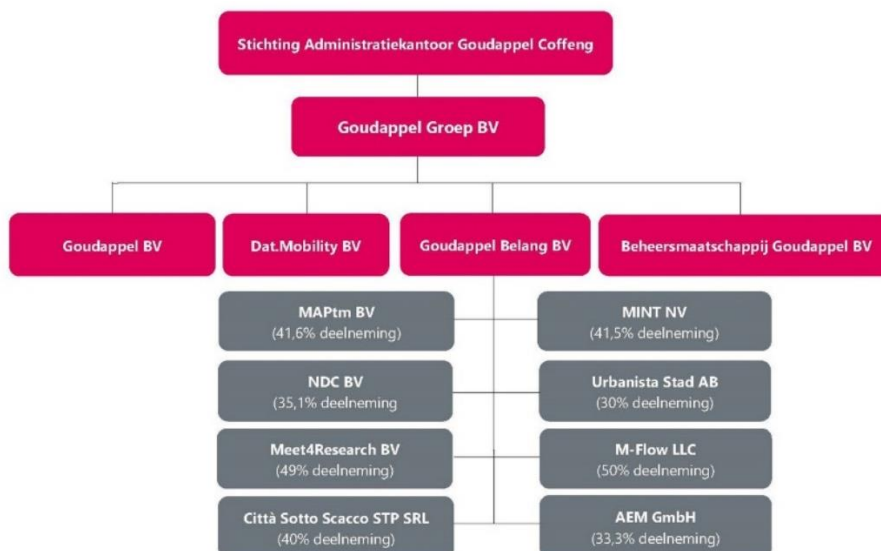 Stichting Administratiekantoor Goudappel Coffeng
Goudappel Groep BV
Goudappel BV
Dat.Mobility BV
Goudappel Belang BV
Beheersmaatschappij Goudappel BV
MAPtm BV
(41,6% deelneming)
MINT NV
(41,5% deelneming)
NDC BV
(35,1% deelneming
Urbanista Stad AB
(30% deelneming)
Meet4Research BV
(49% deelneming)
M-Flow LLC
(50% deelneming)
Città Sotto Scacco STP SRL
(40% deelneming)
AEM GmbH
(33,3% deelneming)